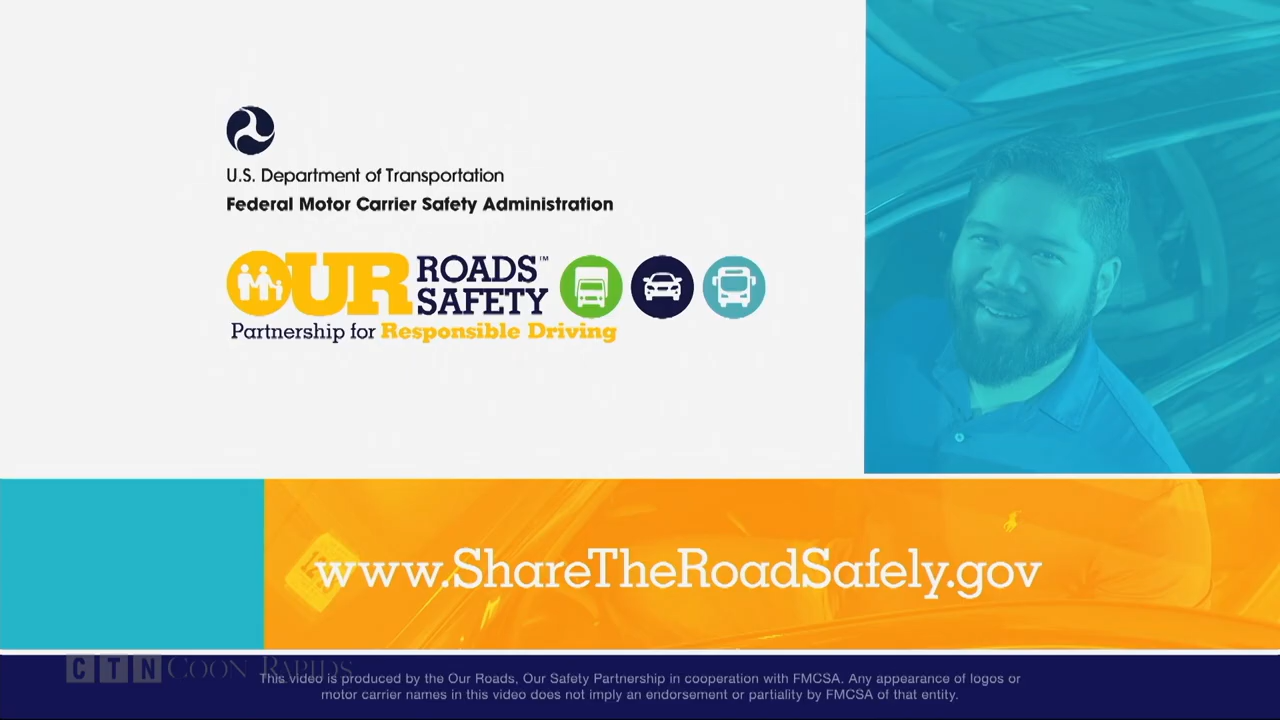 U.S. Department of Transportation
Federal Motor Carrier Safety Administration
OUR ROADS™ SAFETY
Partnership for Responsible Driving
www.ShareTheRoadSafely.gov
CTN COON RAPIDS
This video is produced by the Our Roads, Our Safety Partnership in cooperation with FMCSA. Any appearance of logos or
motor carrier names in this video does not imply an endorsement or partiality by FMCSA of that entity.